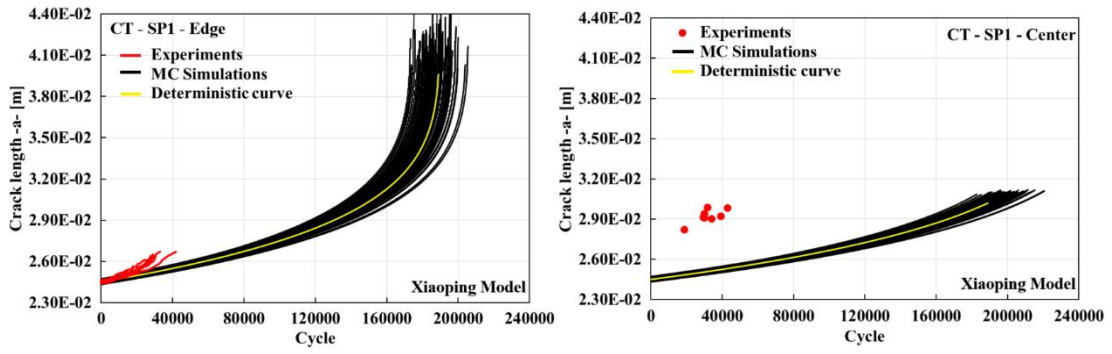 4.40E-02
4.10E-02
3.80E-02
3.50E-02
3.20E-02
2.90E-02
2.60E-02
2.30E-02
Crack length -a- [m]
CT - SP1 - Edge
Experiments
MC Simulations
Deterministic curve
Xiaoping Model
0 40000 80000 120000 160000 200000 240000
Cycle
4.40E-02
4.10E-02
3.80E-02
3.50E-02
3.20E-02
2.90E-02
2.60E-02
2.30E-02
Crack length -a- [m]
Experiments
MC Simulations
Deterministic curve
CT - SP1 - Center
Xiaoping Model
0 40000 80000 120000 160000 200000 240000
Cycle